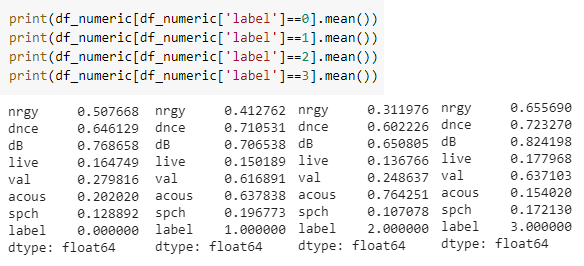 print(df_numeric[df_numeric['label']==0].mean())
print(df_numeric[df_numeric['label']==1].mean())
print(df_numeric[df_numeric['label']==2].mean())
print(df_numeric[df_numeric['label']==3].mean())
nrgy 0.507668 nrgy 0.412762 nrgy 0.311976 nrgy 0.655690
dnce 0.646129 dnce 0.710531 dnce 0.602226 dnce 0.723270
dB 0.768658 dB 0.706538 dB 0.650805 dB 0.824198
live 0.164749 live 0.150189 live 0.136766 live 0.177968
val 0.279816 val 0.616891 val 0.248637 val 0.637103
acous 0.202020 acous 0.637838 acous 0.764251 acous 0.154020
spch 0.128892 spch 0.196773 spch 0.107078 spch 0.172130
label 0.000000 label 1.000000 label 2.000000 label 3.000000
dtype: float64 dtype: float64 dtype: float64 dtype: float64